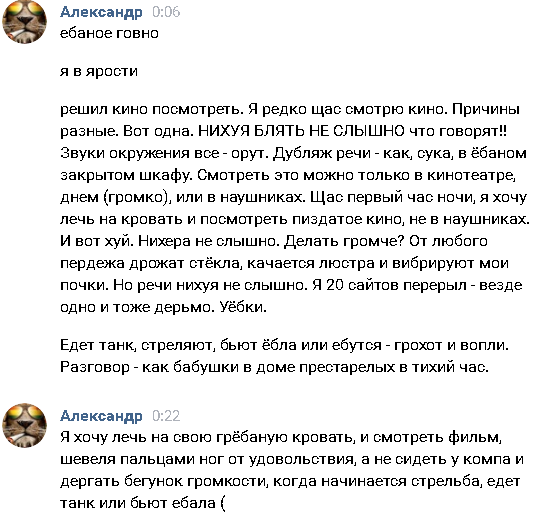 Александр 0:06
ебаное говно
я в ярости
решил кино посмотреть. Я редко щас смотрю кино. Причины
разные. Вот одна. НИХУЯ БЛЯТЬ НЕ СЛЫШНО что говорят!!
Звуки окружения все - орут. Дубляж речи - как, сука, в ёбаном
закрытом шкафу. Смотреть это можно только в кинотеатре,
днем (громко), или в наушниках. Щас первый час ночи, я хочу
лечь на кровать и посмотреть пиздатое кино, не в наушниках.
И вот хуй. Нихера не слышно. Делать громче? От любого
пердежа дрожат стёкла, качается люстра и вибрируют мои
почки. Но речи нихуя не слышно. Я 20 сайтов перерыл - везде
одно и тоже дерьмо. Уёбки.
Едет танк, стреляют, бьют ёбла или ебутся - грохот и вопли.
Разговор - как бабушки в доме престарелых в тихий час.
Александр 0:22
Я хочу лечь на свою грёбаную кровать, и смотреть фильм,
шевеля пальцами ног от удовольствия, а не сидеть у компа и
дергать бегунок громкости, когда начинается стрельба, едет
танк или бьют ебала (